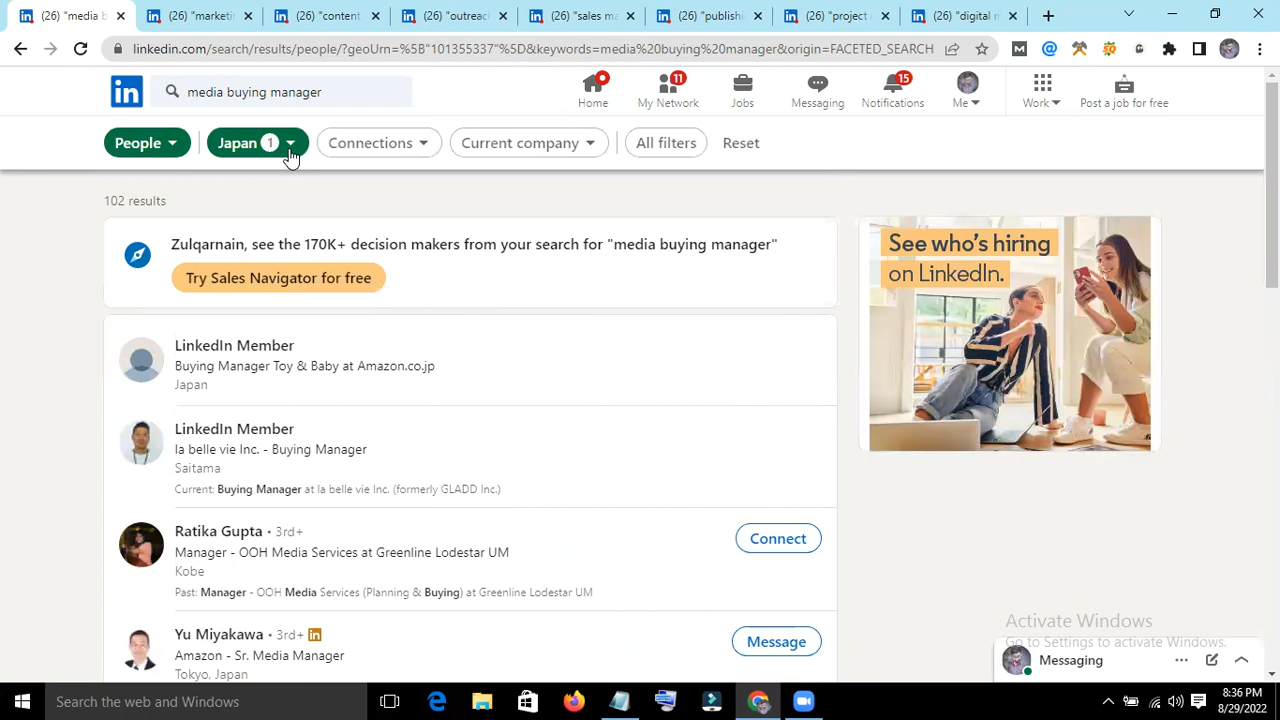 (26) "media b
(26) "marketin
(26) "content
(26) "outreac
(26) "sales ma
(26) "publishi
(26) "project
(26) "digital m
linkedin.com/search/results/people/?geoUrn=%5B"101355337"%5D&keywords=media%20buying%20manager&origin=FACETED_SEARCH
in
media buying manager
Home
11
My Network
Jobs
Messaging
15
Notifications
Me
Work
Post a job for free
People
Japan 1
Connections
Current company
All filters
Reset
102 results
Zulqarnain, see the 170K+ decision makers from your search for "media buying manager"
Try Sales Navigator for free
See who's hiring
on LinkedIn.
LinkedIn Member
Buying Manager Toy & Baby at Amazon.co.jp
Japan
LinkedIn Member
la belle vie Inc. - Buying Manager
Saitama
Current: Buying Manager at la belle vie Inc. (formerly GLADD Inc.)
Ratika Gupta • 3rd+
Manager - OOH Media Services at Greenline Lodestar UM
Kobe
Past: Manager - OOH Media Services (Planning & Buying) at Greenline Lodestar UM
Connect
Yu Miyakawa • 3rd+ in
Amazon - Sr. Media Manager
Tokyo, Japan
Message
Activate Windows
Go to Settings to activate Windows.
Messaging
Search the web and Windows
8:36 PM
8/29/2022